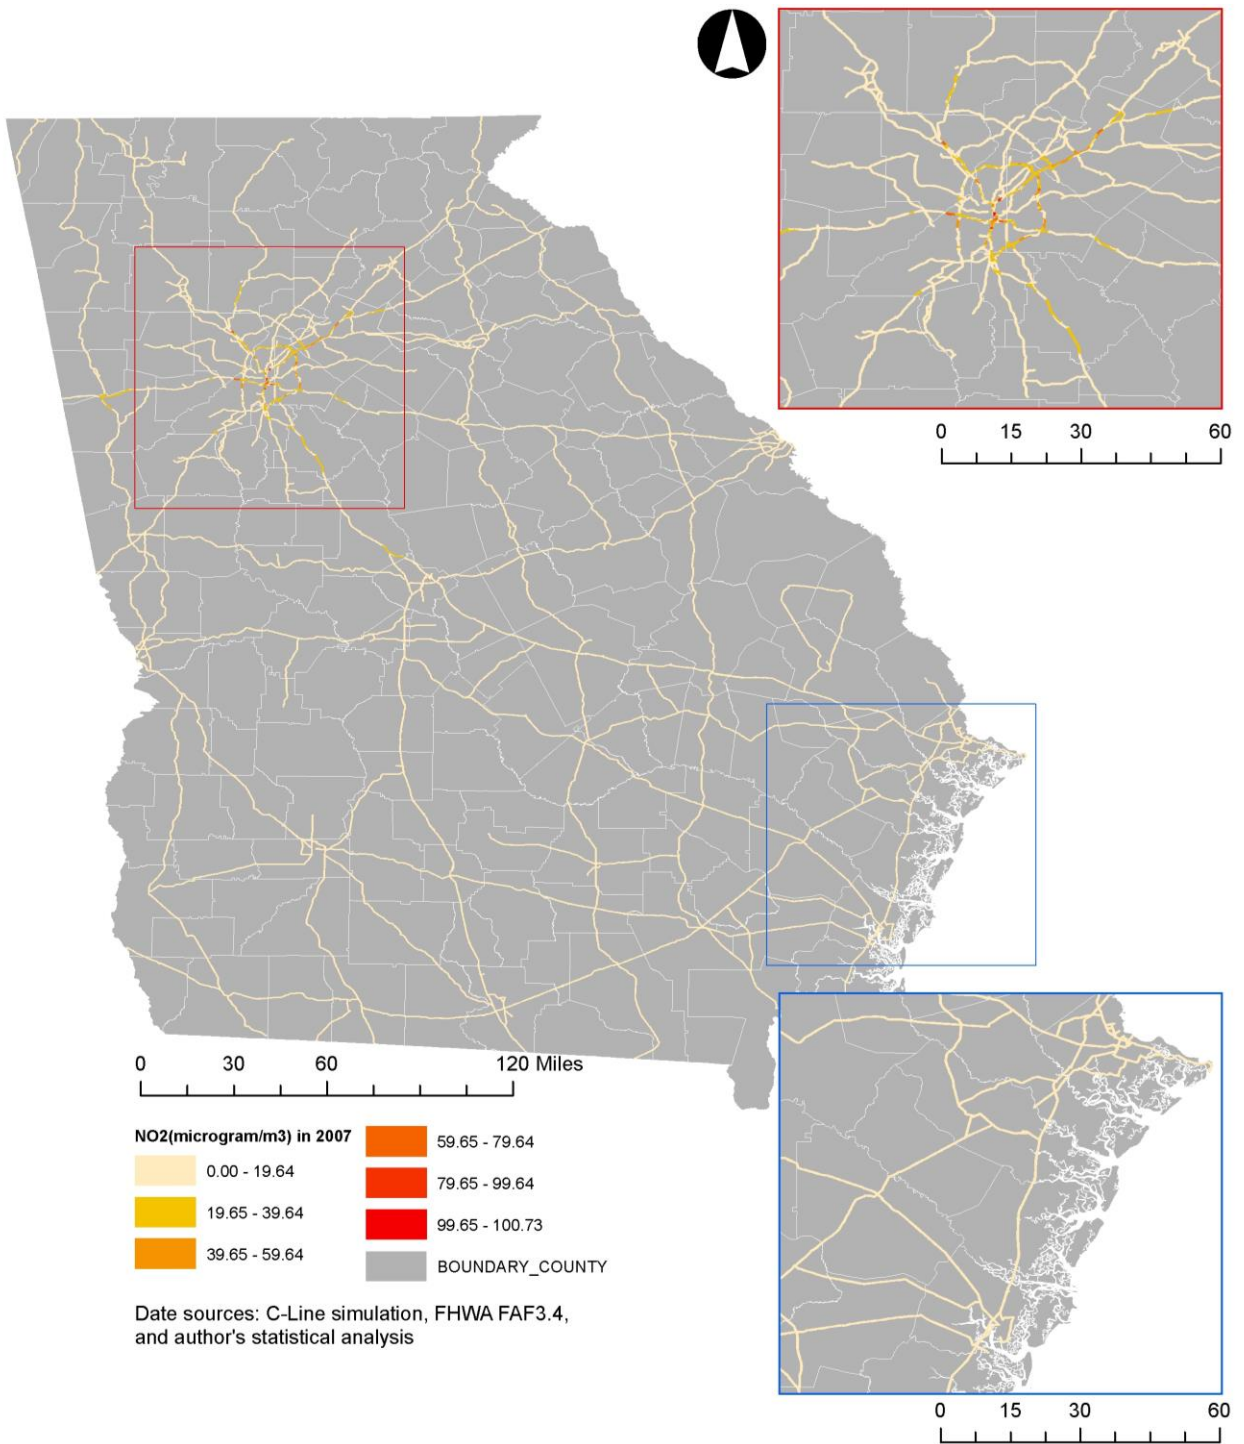 0 15 30 60
0 30 60 120 Miles
NO2(microgram/m3) in 2007
0.00 - 19.64
19.65 - 39.64
39.65 - 59.64
59.65 - 79.64
79.65 - 99.64
99.65 - 100.73
BOUNDARY_COUNTY
Date sources: C-Line simulation, FHWA FAF3.4,
and author's statistical analysis
0 15 30 60